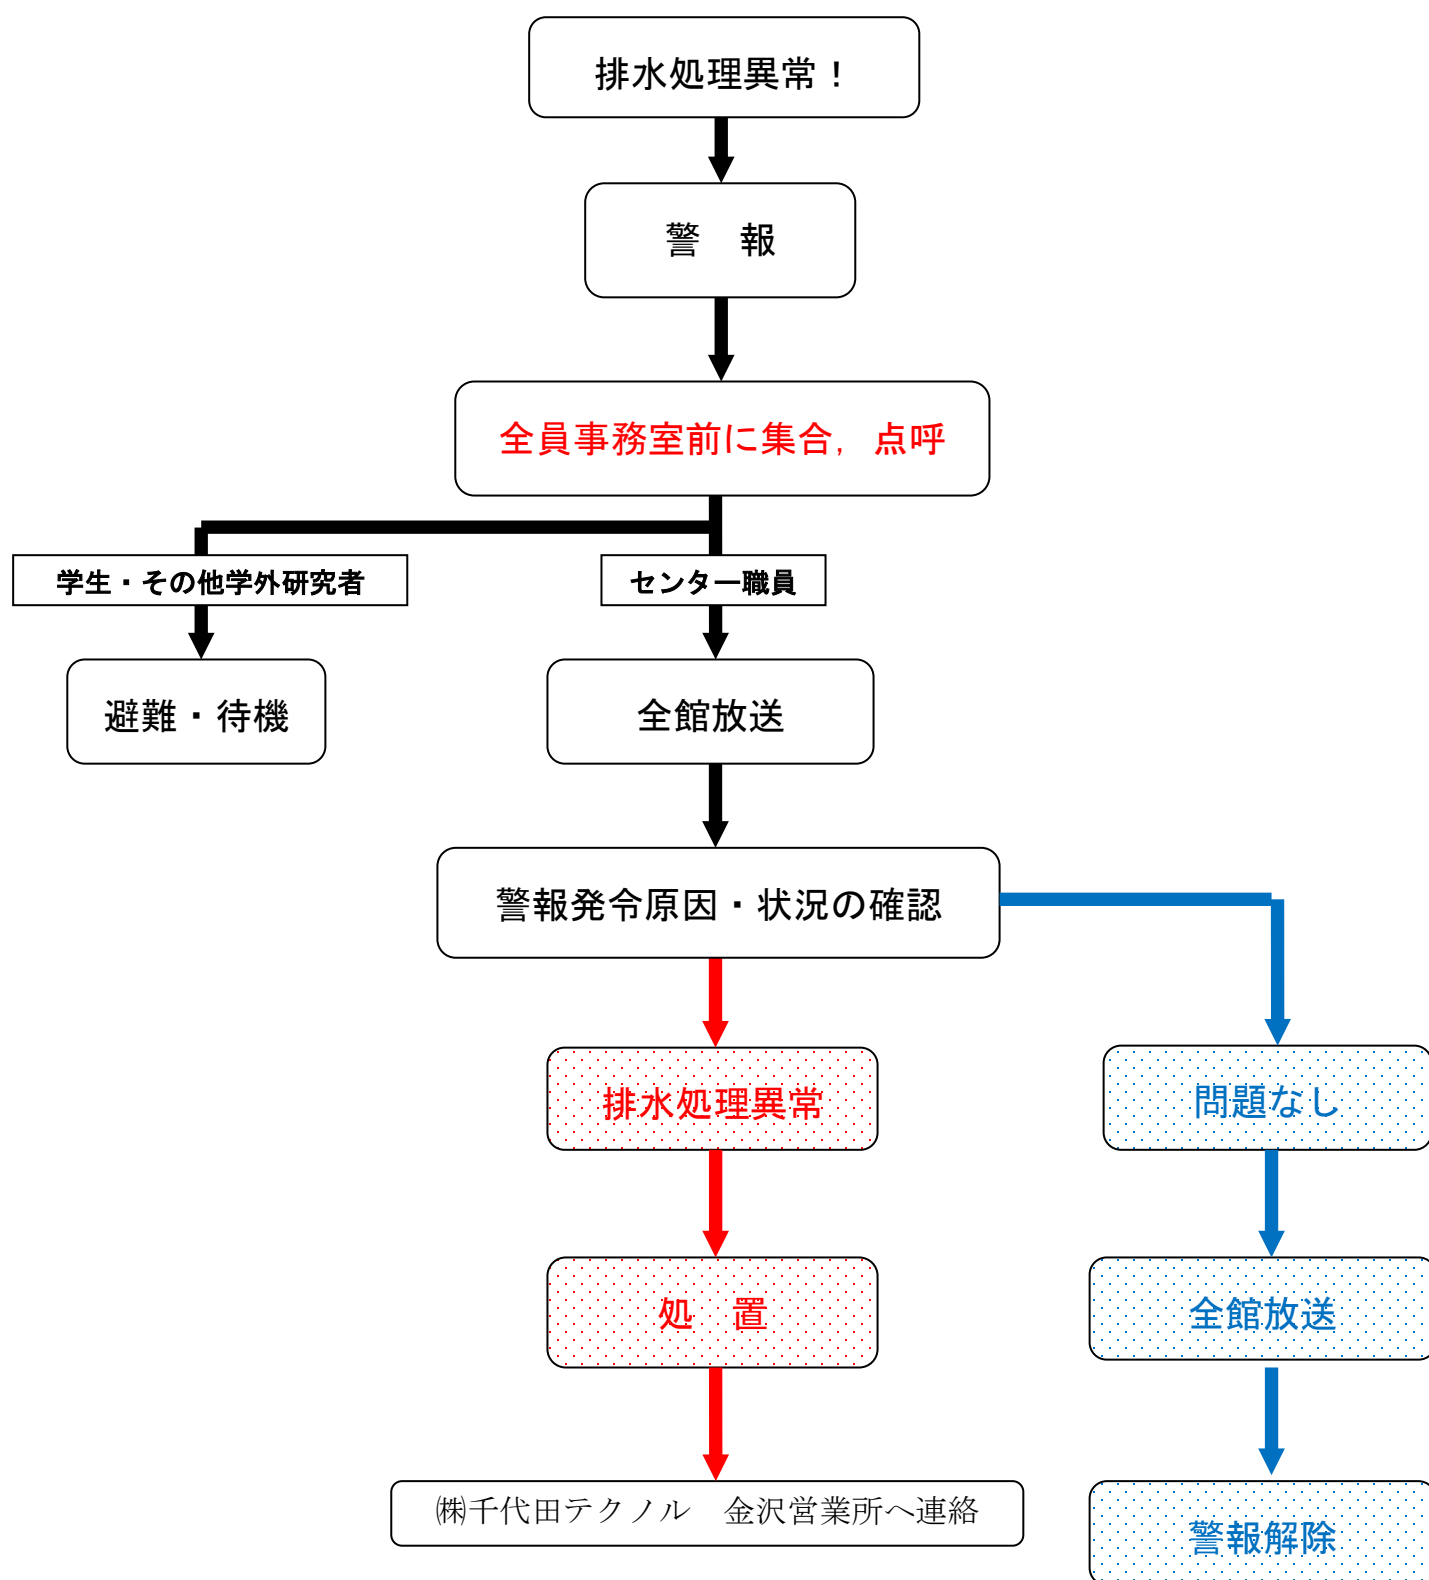 排水処理異常！
警　報
全員事務室前に集合，点呼
学生・その他学外研究者
センター職員
避難・待機
全館放送
警報発令原因・状況の確認
排水処理異常
問題なし
処　置
全館放送
㈱千代田テクノル　金沢営業所へ連絡
警報解除